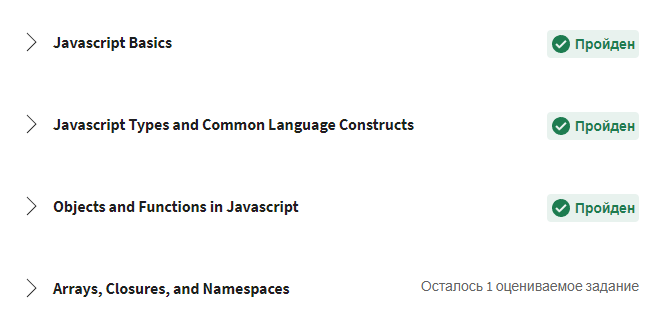 Javascript Basics Пройден
Javascript Types and Common Language Constructs Пройден
Objects and Functions in Javascript Пройден
Arrays, Closures, and Namespaces Осталось 1 оцениваемое задание